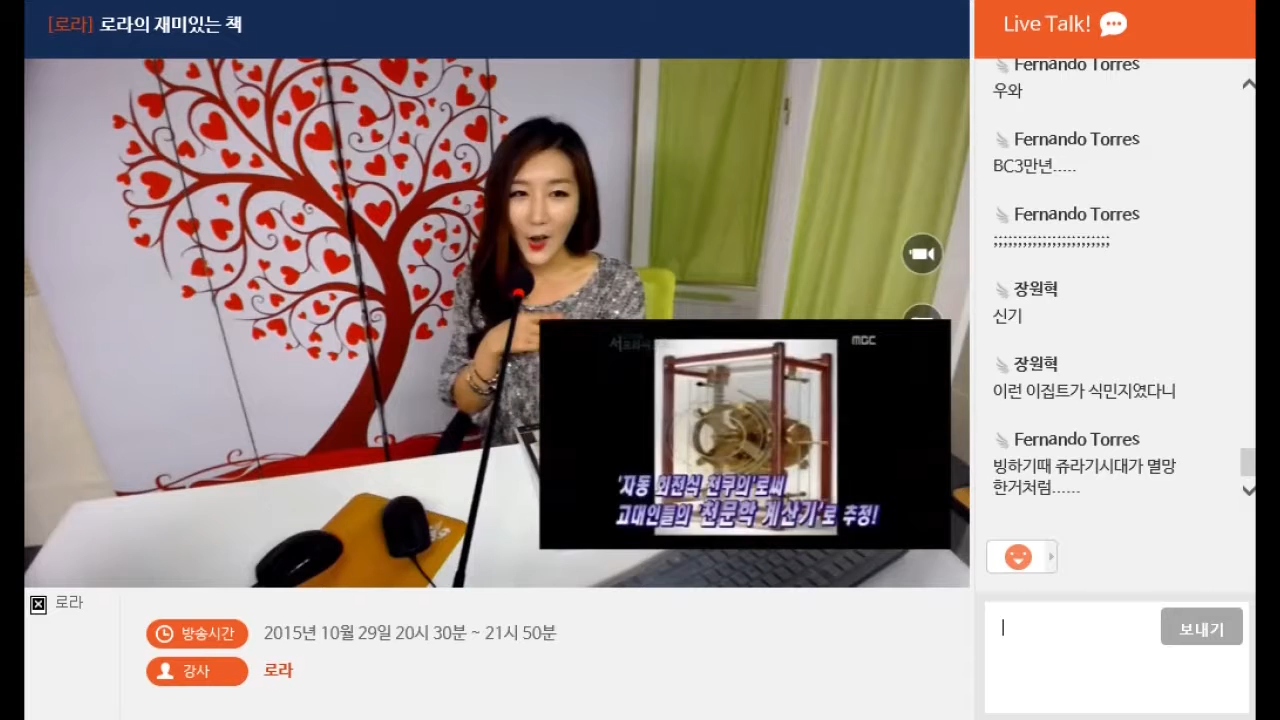 [로라] 로라의 재미있는 책
Live Talk!
Fernando Torres
우와
Fernando Torres
BC3만년.....
Fernando Torres
;;;;;;;;;;;;;;;;;;;;;;;;
장원혁
신기
장원혁
이런 이집트가 식민지였다니
Fernando Torres
빙하기때 쥬라기시대가 멸망
한거처럼......
MBC
'자동 회전식 천구의'로써
고대인들의 '천문학 계산기'로 추정!
로라
방송시간 2015년 10월 29일 20시 30분 ~ 21시 50분
강사 로라
보내기